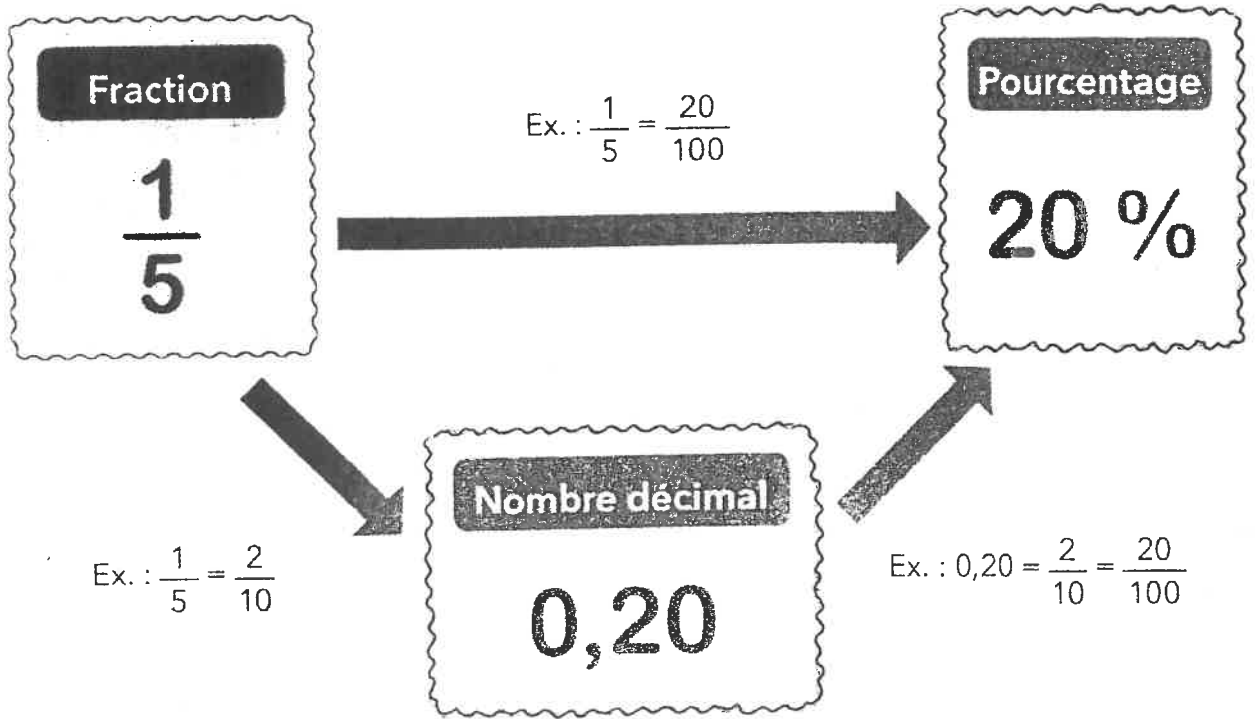 Fraction
1
5
Ex. : 1/5 = 20/100
Pourcentage
20 %
Ex. : 1/5 = 2/10
Nombre décimal
0,20
Ex. : 0,20 = 2/10 = 20/100